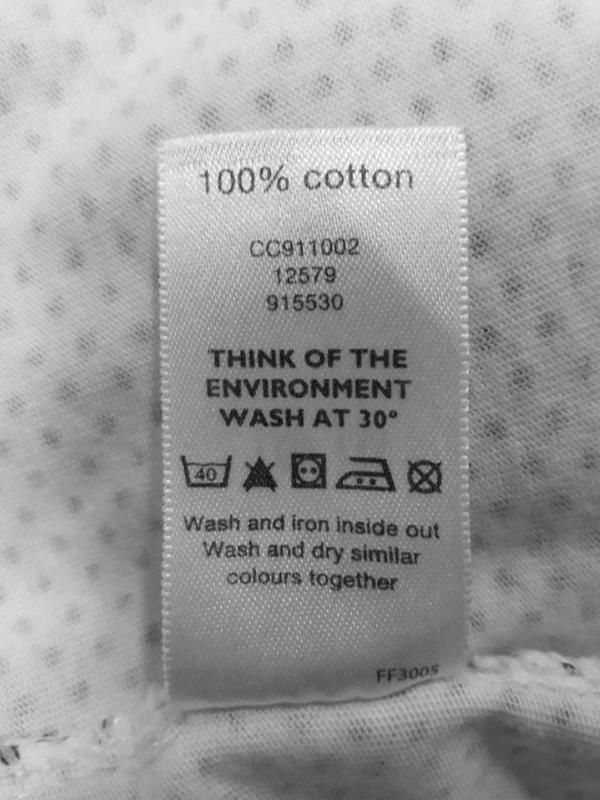 100% cotton
CC911002
12579
915530
THINK OF THE
ENVIRONMENT
WASH AT 30°
40
Wash and iron inside out
Wash and dry similar
colours together
FF3005